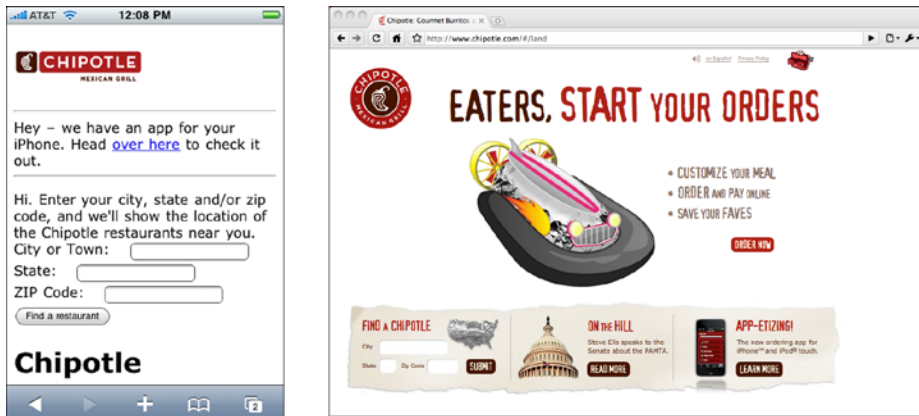 AT&T 12:08 PM
CHIPOTLE
MEXICAN GRILL
Hey – we have an app for your
iPhone. Head over here to check it
out.
Hi. Enter your city, state and/or zip
code, and we'll show the location of
the Chipotle restaurants near you.
City or Town:
State:
ZIP Code:
Find a restaurant
Chipotle
2
Chipotle: Gourmet Burritos
http://www.chipotle.com/#/land
en Español Privacy Policy
CHIPOTLE
MEXICAN GRILL
EATERS, START YOUR ORDERS
• CUSTOMIZE YOUR MEAL
• ORDER AND PAY ONLINE
• SAVE YOUR FAVES
ORDER NOW
FIND A CHIPOTLE
City
State Zip Code SUBMIT
ON THE HILL
Steve Ells speaks to the
Senate about the PAMTA.
READ MORE
APP-ETIZING!
The new ordering app for
iPhone™ and iPod® touch.
LEARN MORE